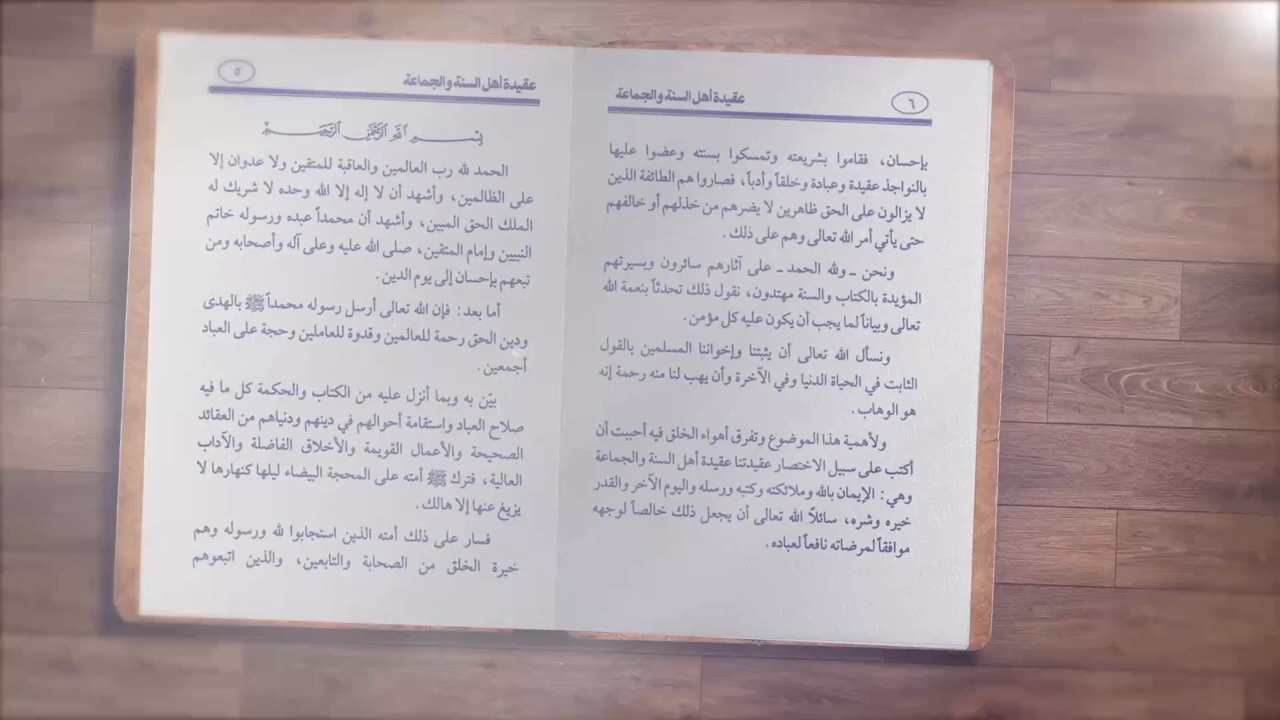 عقيدة أهل السنة والجماعة
٥
بسم الله الرحمن الرحيم
الحمد لله رب العالمين والعاقبة للمتقين ولا عدوان إلا
على الظالمين، وأشهد أن لا إله إلا الله وحده لا شريك له
الملك الحق المبين، وأشهد أن محمداً عبده ورسوله خاتم
النبيين وإمام المتقين، صلى الله عليه وعلى آله وأصحابه ومن
تبعهم بإحسان إلى يوم الدين.
أما بعد: فإن الله تعالى أرسل رسوله محمداً ﷺ بالهدى
ودين الحق رحمة للعالمين وقدوة للعاملين وحجة على العباد
أجمعين.
بيّن به وبما أنزل عليه من الكتاب والحكمة كل ما فيه
صلاح العباد واستقامة أحوالهم في دينهم ودنياهم من العقائد
الصحيحة والأعمال القويمة والأخلاق الفاضلة والآداب
العالية، فترك ﷺ أمته على المحجة البيضاء ليلها كنهارها لا
يزيغ عنها إلا هالك.
فسار على ذلك أمته الذين استجابوا لله ورسوله وهم
خيرة الخلق من الصحابة والتابعين، والذين اتبعوهم
٦
عقيدة أهل السنة والجماعة
بإحسان، فقاموا بشريعته وتمسكوا بسنته وعضوا عليها
بالنواجذ عقيدة وعبادة وخلقاً وأدباً، فصاروا هم الطائفة الذين
لا يزالون على الحق ظاهرين لا يضرهم من خذلهم أو خالفهم
حتى يأتي أمر الله تعالى وهم على ذلك.
ونحن ـ ولله الحمد ـ على آثارهم سائرون وبسيرتهم
المؤيدة بالكتاب والسنة مهتدون، نقول ذلك تحدثاً بنعمة الله
تعالى وبياناً لما يجب أن يكون عليه كل مؤمن.
ونسأل الله تعالى أن يثبتنا وإخواننا المسلمين بالقول
الثابت في الحياة الدنيا وفي الآخرة وأن يهب لنا منه رحمة إنه
هو الوهاب.
ولأهمية هذا الموضوع وتفرق أهواء الخلق فيه أحببت أن
أكتب على سبيل الاختصار عقيدتنا عقيدة أهل السنة والجماعة
وهي: الإيمان بالله وملائكته وكتبه ورسله واليوم الآخر والقدر
خيره وشره، سائلاً الله تعالى أن يجعل ذلك خالصاً لوجهه
موافقاً لمرضاته نافعاً لعباده.